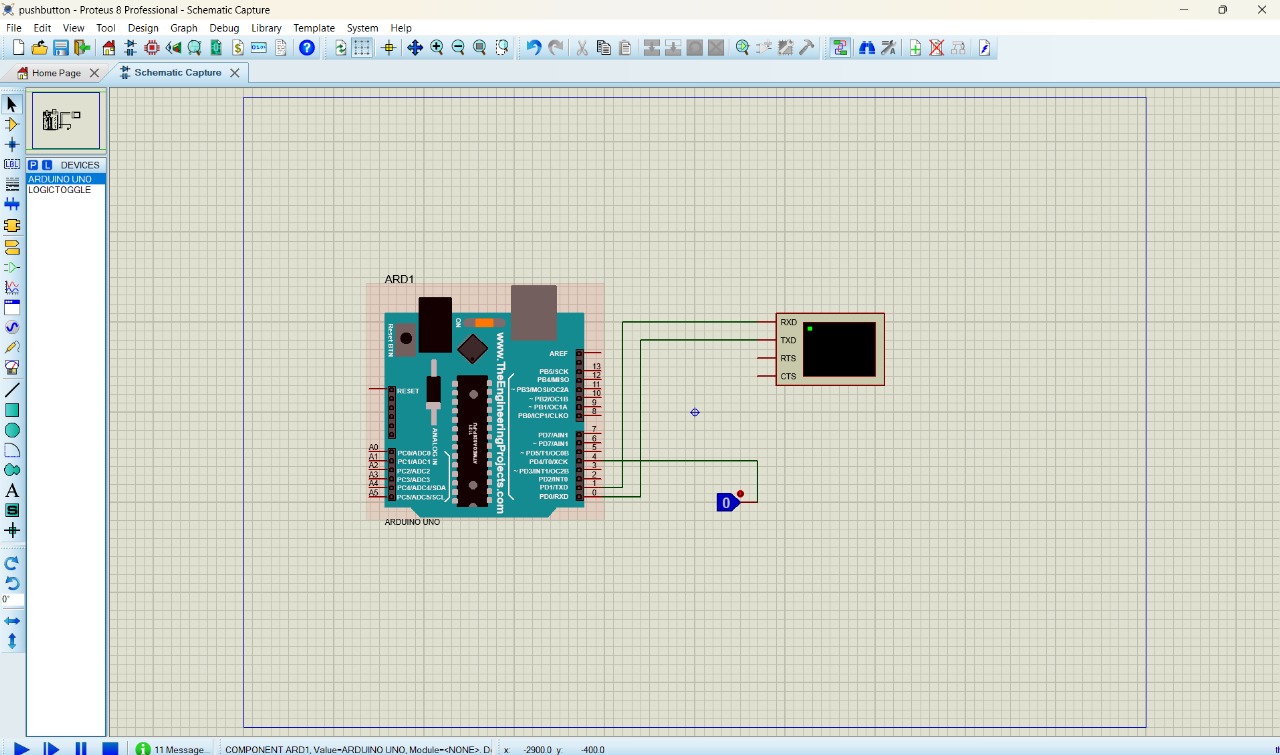 pushbutton - Proteus 8 Professional - Schematic Capture
File Edit View Tool Design Graph Debug Library Template System Help
Home Page
Schematic Capture
P L DEVICES
ARDUINO UNO
LOGICTOGGLE
LBL
A
S
0°
ARD1
Reset BTN
ON
www.TheEngineeringProjects.com
RESET
ANALOG IN
A0 PC0/ADC0
A1 PC1/ADC1
A2 PC2/ADC2
A3 PC3/ADC3
A4 PC4/ADC4/SDA
A5 PC5/ADC5/SCL
AREF
PB5/SCK 13
PB4/MISO 12
~ PB3/MOSI/OC2A 11
~ PB2/OC1B 10
~ PB1/OC1A 9
PB0/ICP1/CLKO 8
PD7/AIN1 7
~ PD7/AIN1 6
~ PD5/T1/OC0B 5
PD4/T0/XCK 4
~ PD3/INT1/OC2B 3
PD2/INT0 2
PD1/TXD 1
PD0/RXD 0
ARDUINO UNO
RXD
TXD
RTS
CTS
0
11 Message...
COMPONENT ARD1, Value=ARDUINO UNO, Module=<NONE>, D
x: -2900.0 y: -400.0